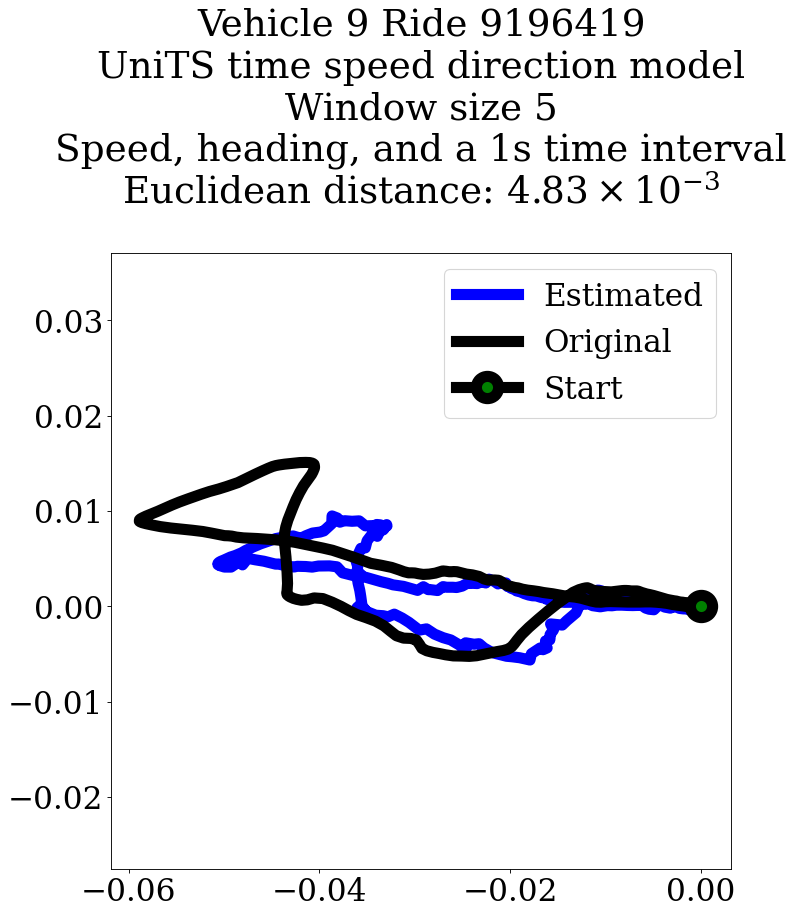 Vehicle 9 Ride 9196419
UniTS time speed direction model
Window size 5
Speed, heading, and a 1s time interval
Euclidean distance: 4.83 × 10⁻³
Estimated
Original
Start
0.03
0.02
0.01
0.00
−0.01
−0.02
−0.06 −0.04 −0.02 0.00